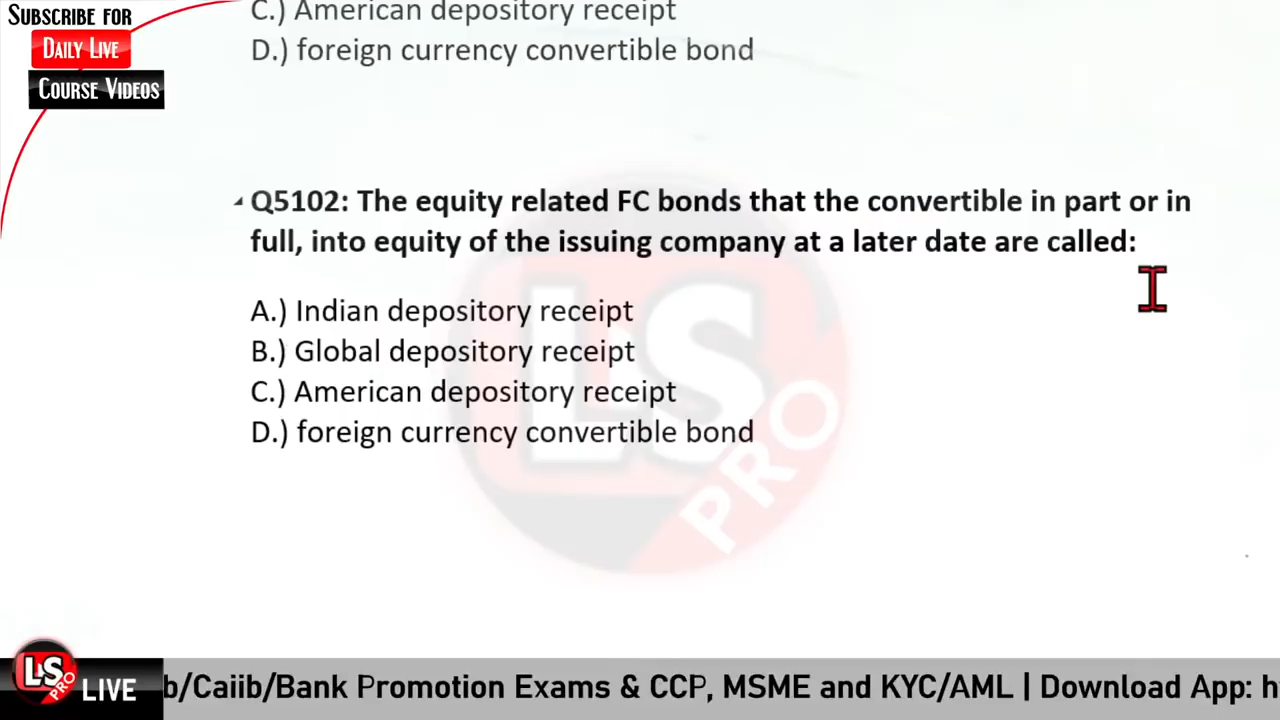 SUBSCRIBE FOR
DAILY LIVE
COURSE VIDEOS
C.) American depository receipt
D.) foreign currency convertible bond
Q5102: The equity related FC bonds that the convertible in part or in
full, into equity of the issuing company at a later date are called:
A.) Indian depository receipt
B.) Global depository receipt
C.) American depository receipt
D.) foreign currency convertible bond
LS
PRO
LS
PRO
LIVE
b/Caiib/Bank Promotion Exams & CCP, MSME and KYC/AML | Download App: h